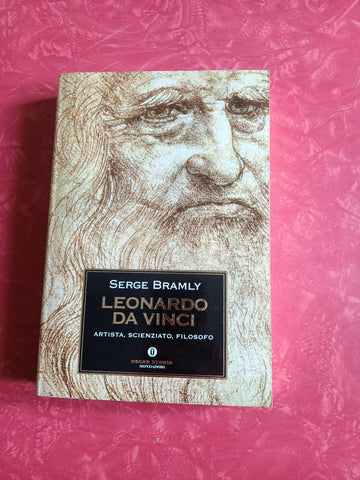 SERGE BRAMLY
LEONARDO
DA VINCI
ARTISTA, SCIENZIATO, FILOSOFO
OSCAR STORIA
MONDADORI